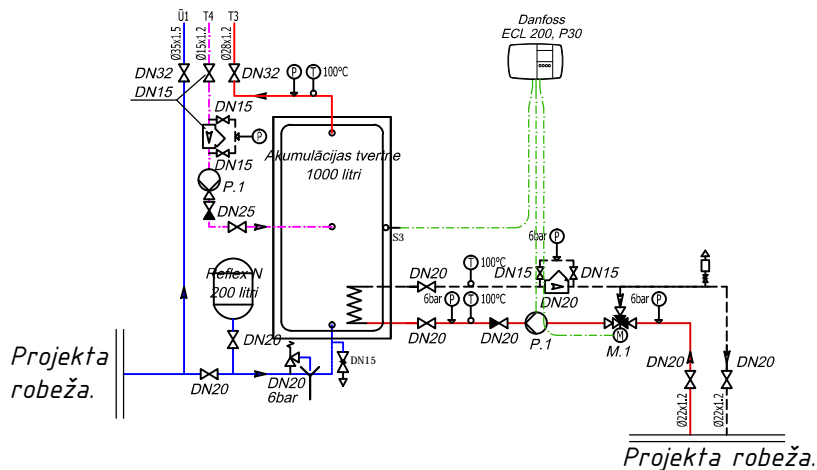 Ū1
T4
T3
Ø35x1.5
Ø15x1.2
Ø28x1.2
DN32
DN32
DN15
P
T
100°C
Danfoss
ECL 200, P30
DN15
P
DN15
P.1
DN25
Akumulācijas tvertne
1000 litri
S3
Reflex N
200 litri
DN20
DN20
DN20
6bar
DN15
Projekta
robeža.
DN20
T
100°C
6bar
P
DN15
DN15
DN20
6bar
P
T
100°C
6bar
P
DN20
DN20
P.1
M
M.1
DN20
DN20
Ø22x1.2
Ø22x1.2
Projekta robeža.